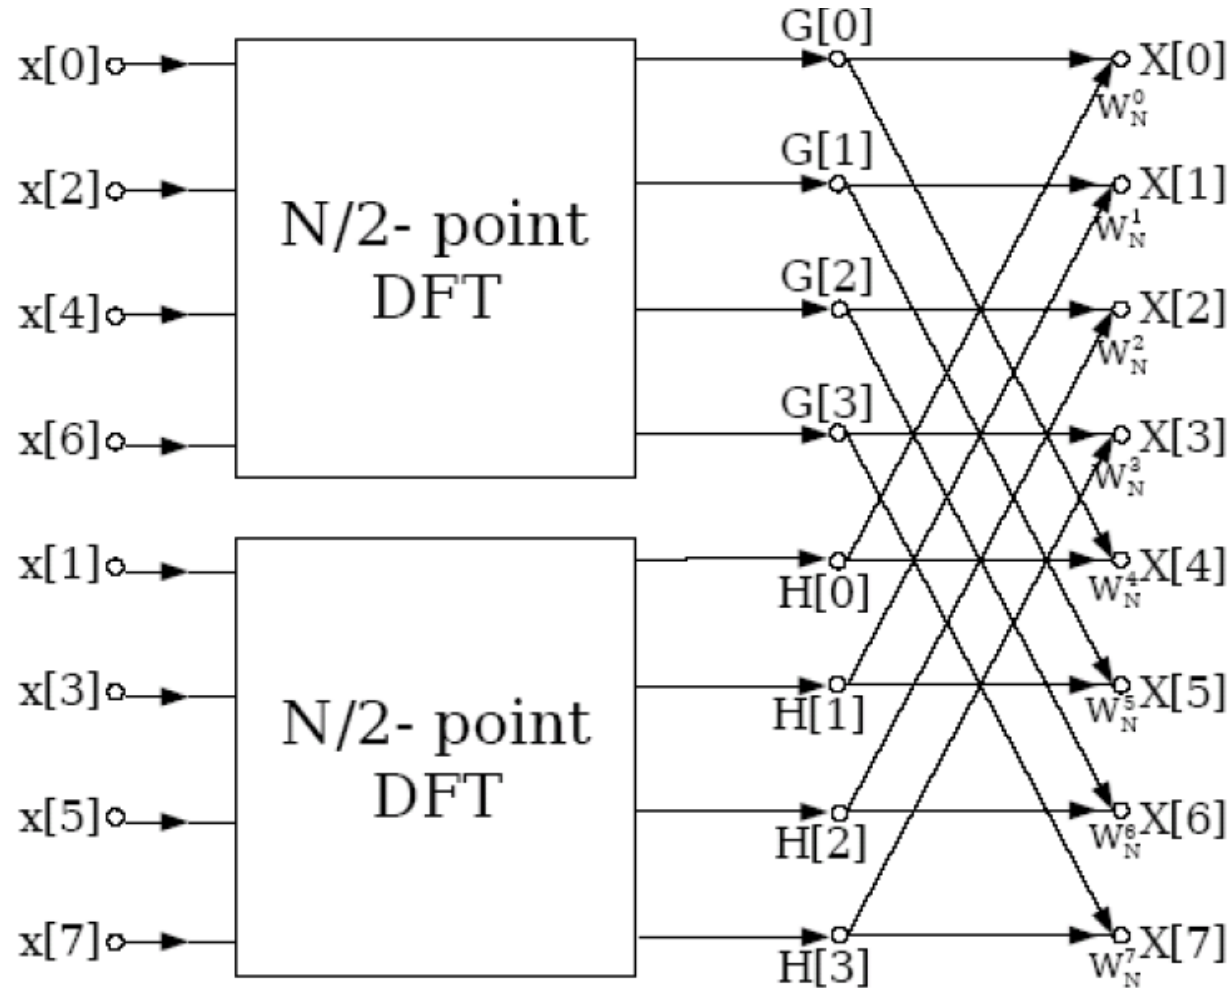 G[0]
x[0] X[0]
W_N^0
G[1]
x[2] X[1]
W_N^1
N/2- point
DFT
G[2]
x[4] X[2]
W_N^2
G[3]
x[6] X[3]
W_N^3
x[1] X[4]
H[0] W_N^4
x[3] X[5]
H[1] W_N^5
N/2- point
DFT
x[5] X[6]
H[2] W_N^6
x[7] X[7]
H[3] W_N^7